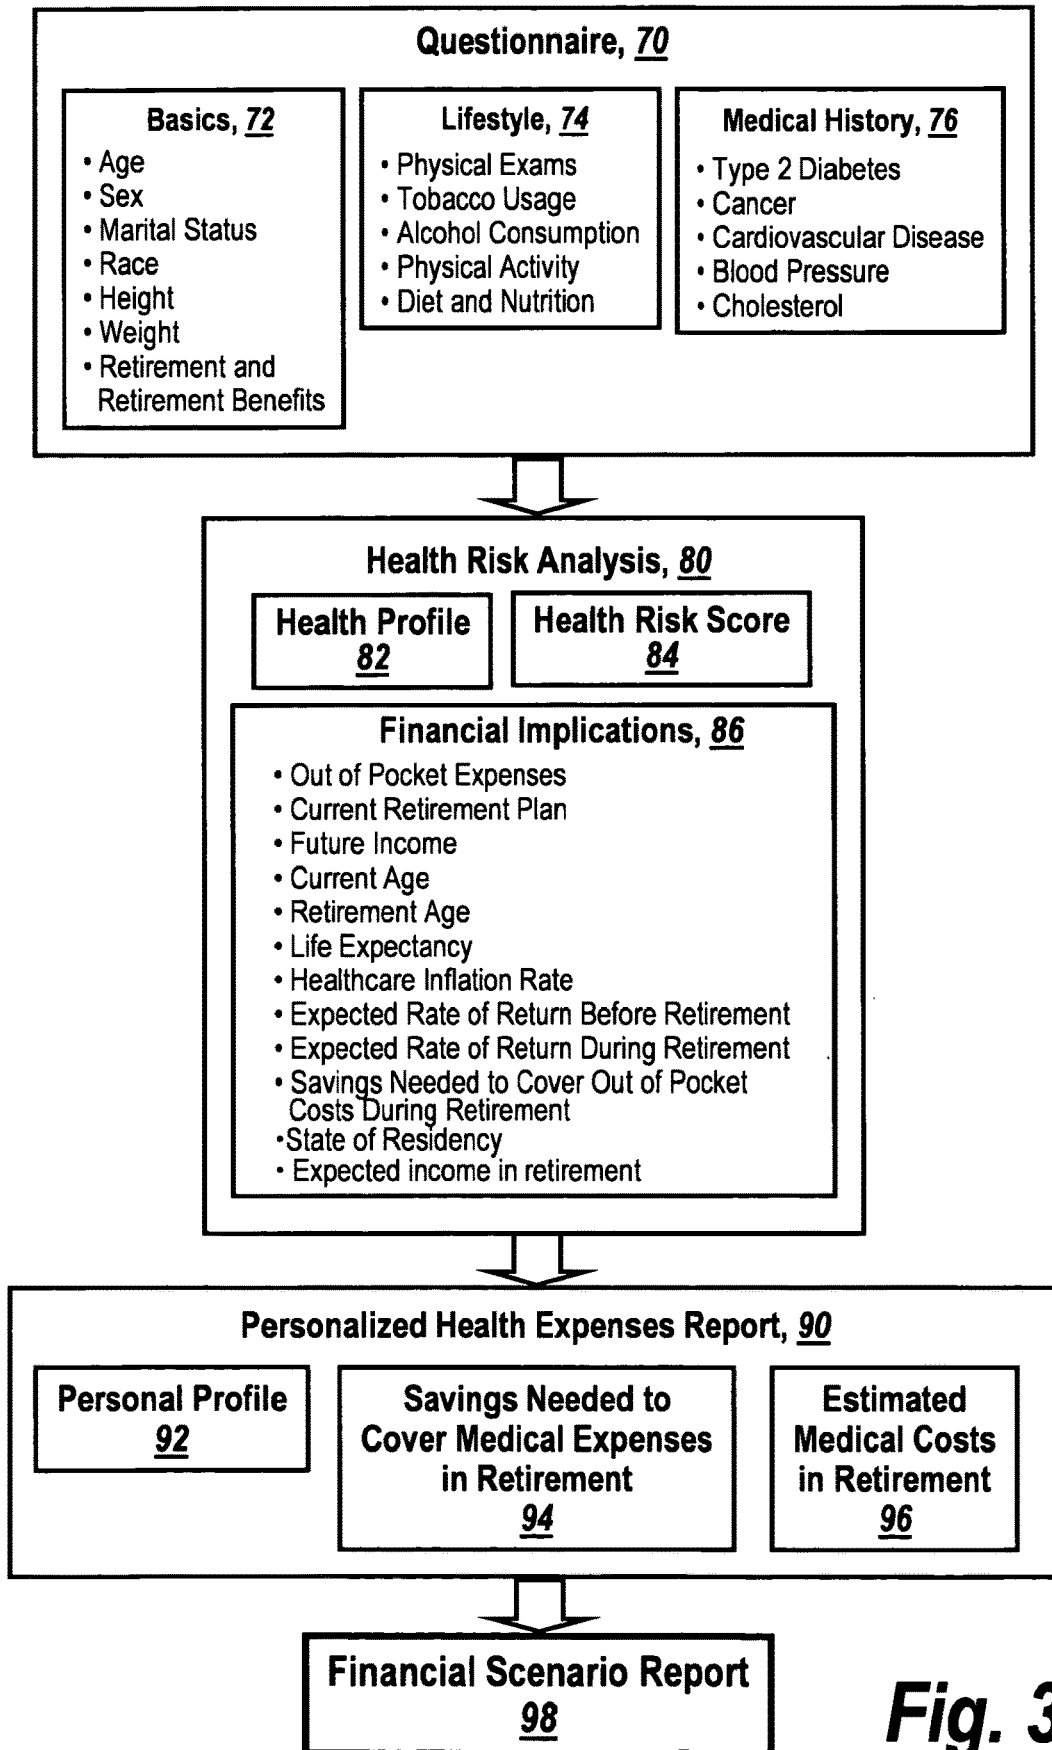 Questionnaire, 70
Basics, 72
• Age
• Sex
• Marital Status
• Race
• Height
• Weight
• Retirement and
Retirement Benefits
Lifestyle, 74
• Physical Exams
• Tobacco Usage
• Alcohol Consumption
• Physical Activity
• Diet and Nutrition
Medical History, 76
• Type 2 Diabetes
• Cancer
• Cardiovascular Disease
• Blood Pressure
• Cholesterol
Health Risk Analysis, 80
Health Profile
82
Health Risk Score
84
Financial Implications, 86
• Out of Pocket Expenses
• Current Retirement Plan
• Future Income
• Current Age
• Retirement Age
• Life Expectancy
• Healthcare Inflation Rate
• Expected Rate of Return Before Retirement
• Expected Rate of Return During Retirement
• Savings Needed to Cover Out of Pocket
Costs During Retirement
•State of Residency
• Expected income in retirement
Personalized Health Expenses Report, 90
Personal Profile
92
Savings Needed to
Cover Medical Expenses
in Retirement
94
Estimated
Medical Costs
in Retirement
96
Financial Scenario Report
98
Fig. 3